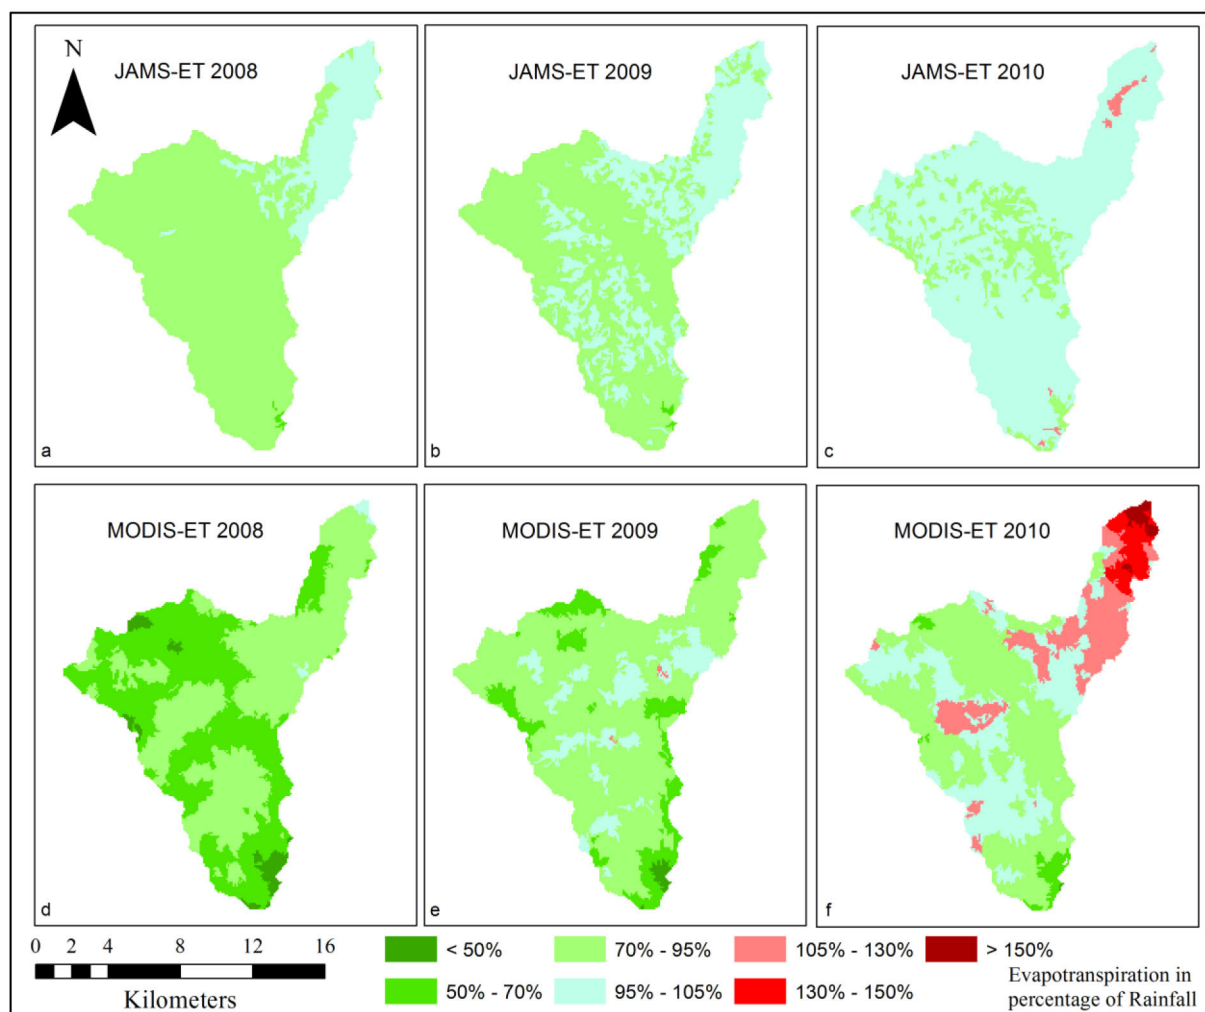 N
JAMS-ET 2008
JAMS-ET 2009
JAMS-ET 2010
a
b
c
MODIS-ET 2008
MODIS-ET 2009
MODIS-ET 2010
d
e
f
0 2 4 8 12 16
Kilometers
< 50%
70% - 95%
105% - 130%
> 150%
50% - 70%
95% - 105%
130% - 150%
Evapotranspiration in
percentage of Rainfall